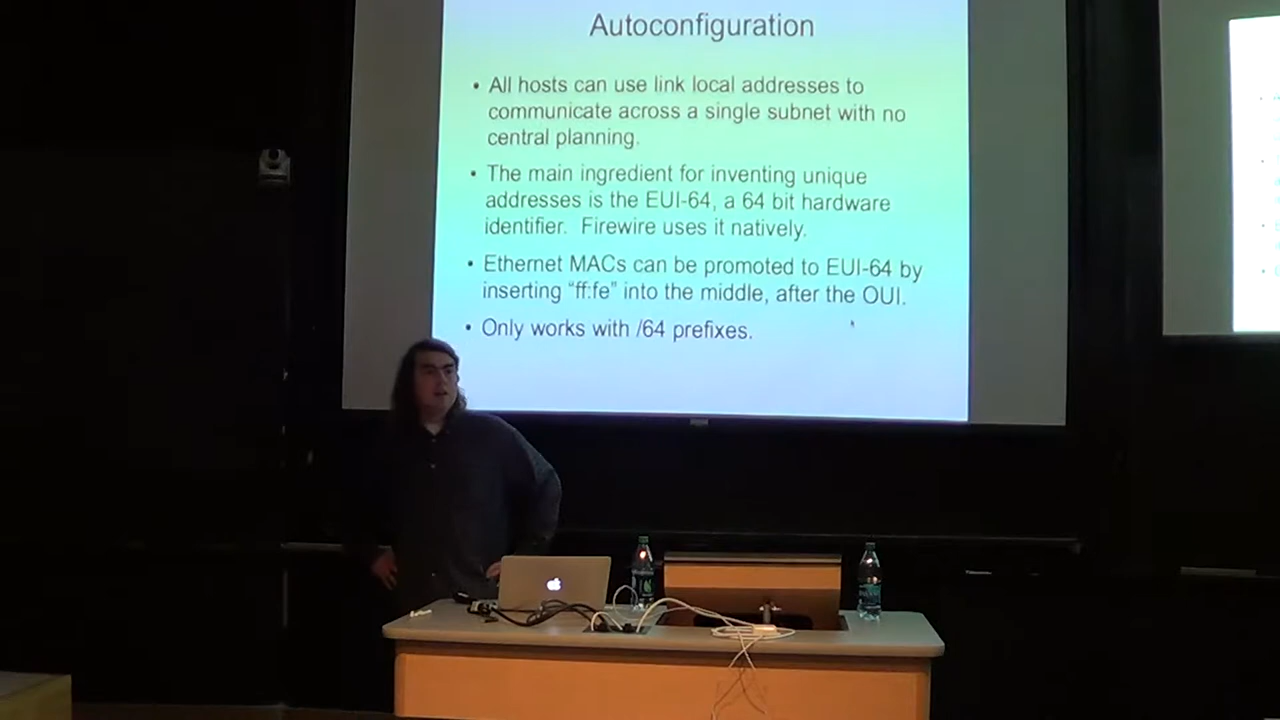 Autoconfiguration
• All hosts can use link local addresses to
communicate across a single subnet with no
central planning.
• The main ingredient for inventing unique
addresses is the EUI-64, a 64 bit hardware
identifier.  Firewire uses it natively.
• Ethernet MACs can be promoted to EUI-64 by
inserting “ff:fe” into the middle, after the OUI.
• Only works with /64 prefixes.